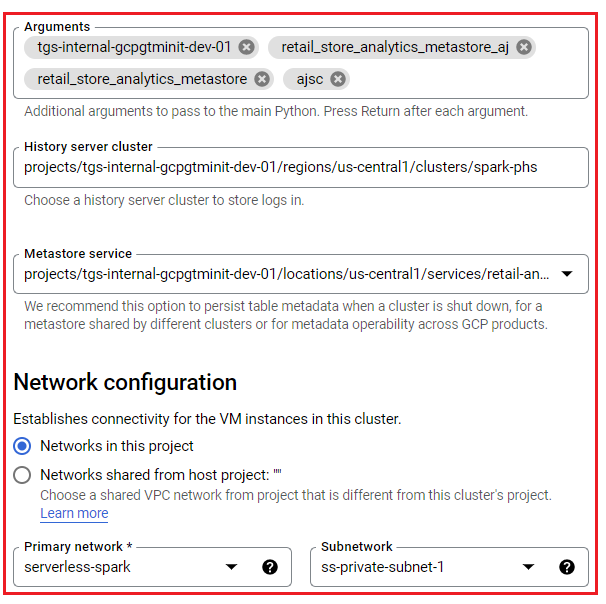 Arguments
tgs-internal-gcpgtminit-dev-01 retail_store_analytics_metastore_aj
retail_store_analytics_metastore ajsc
Additional arguments to pass to the main Python. Press Return after each argument.
History server cluster
projects/tgs-internal-gcpgtminit-dev-01/regions/us-central1/clusters/spark-phs
Choose a history server cluster to store logs in.
Metastore service
projects/tgs-internal-gcpgtminit-dev-01/locations/us-central1/services/retail-an...
We recommend this option to persist table metadata when a cluster is shut down, for a
metastore shared by different clusters or for metadata operability across GCP products.
Network configuration
Establishes connectivity for the VM instances in this cluster.
Networks in this project
Networks shared from host project: ""
Choose a shared VPC network from project that is different from this cluster's project.
Learn more
Primary network * Subnetwork
serverless-spark ss-private-subnet-1